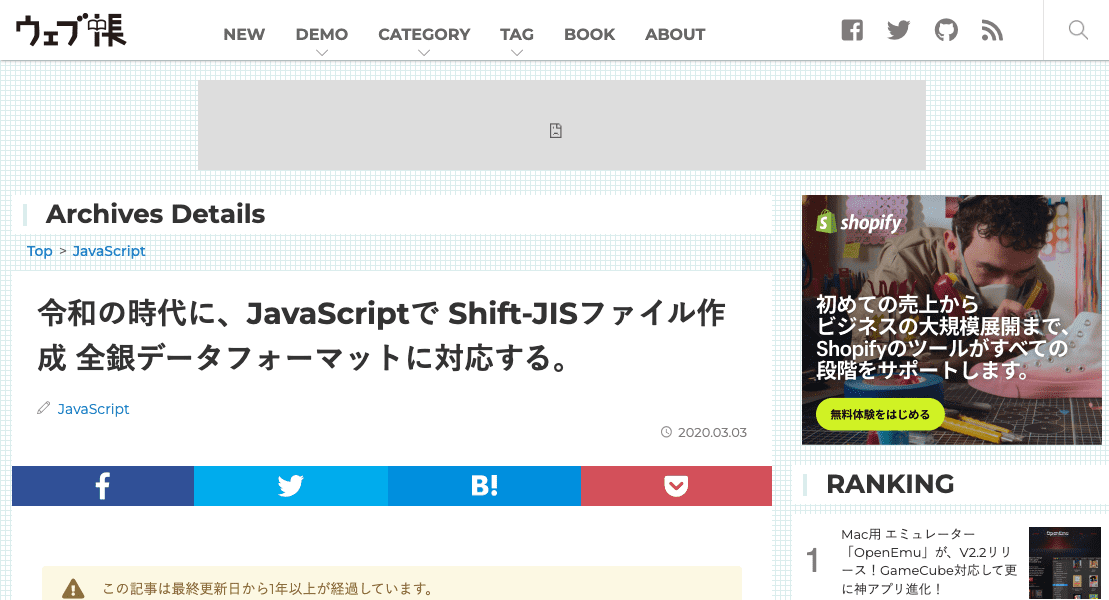 ウェブ帳
NEW DEMO CATEGORY TAG BOOK ABOUT
Archives Details
Top > JavaScript
令和の時代に、JavaScriptで Shift-JISファイル作
成 全銀データフォーマットに対応する。
JavaScript
2020.03.03
B!
この記事は最終更新日から1年以上が経過しています。
shopify
初めての売上から
ビジネスの大規模展開まで、
Shopifyのツールがすべての
段階をサポートします。
無料体験をはじめる
RANKING
1
Mac用 エミュレーター
「OpenEmu」が、V2.2リリ
ース！GameCube対応して更
に神アプリ進化！
OpenEmu